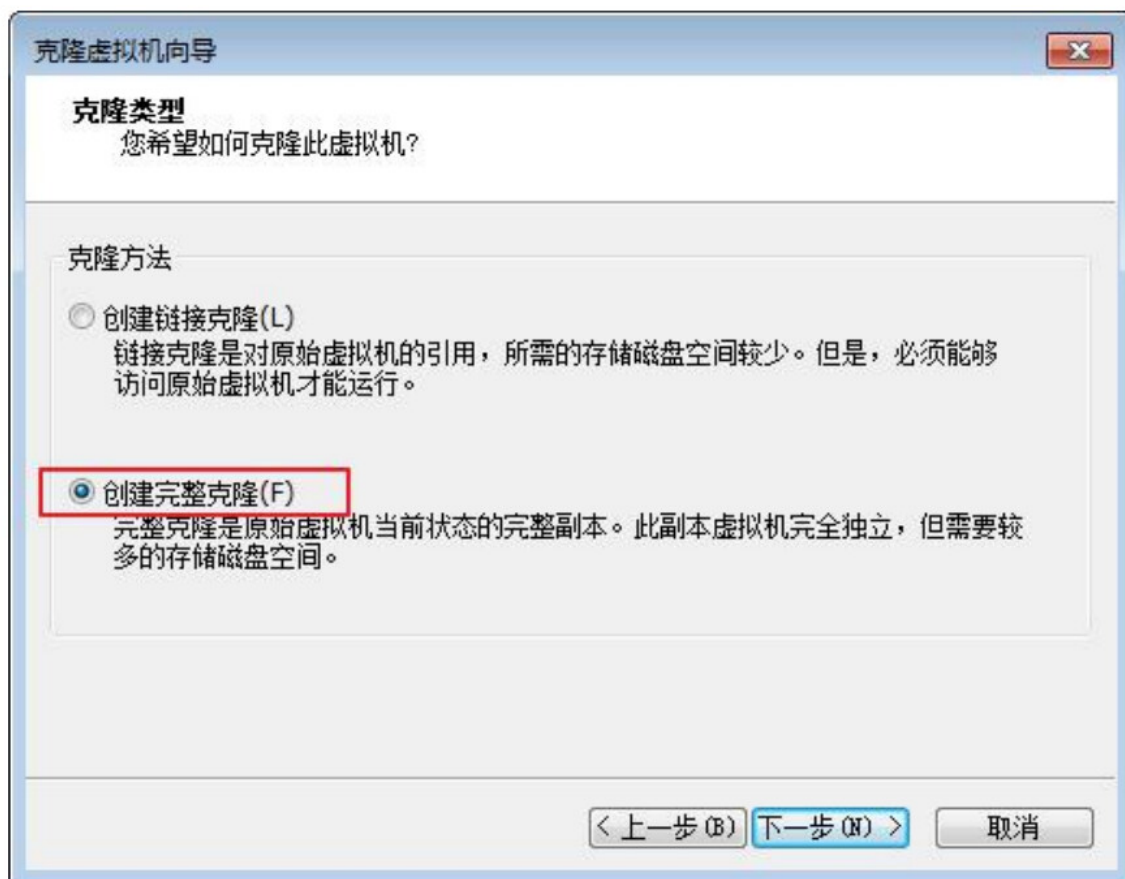 克隆虚拟机向导
克隆类型
您希望如何克隆此虚拟机?
克隆方法
创建链接克隆(L)
链接克隆是对原始虚拟机的引用，所需的存储磁盘空间较少。但是，必须能够
访问原始虚拟机才能运行。
创建完整克隆(F)
完整克隆是原始虚拟机当前状态的完整副本。此副本虚拟机完全独立，但需要较
多的存储磁盘空间。
< 上一步(B) 下一步(N) > 取消